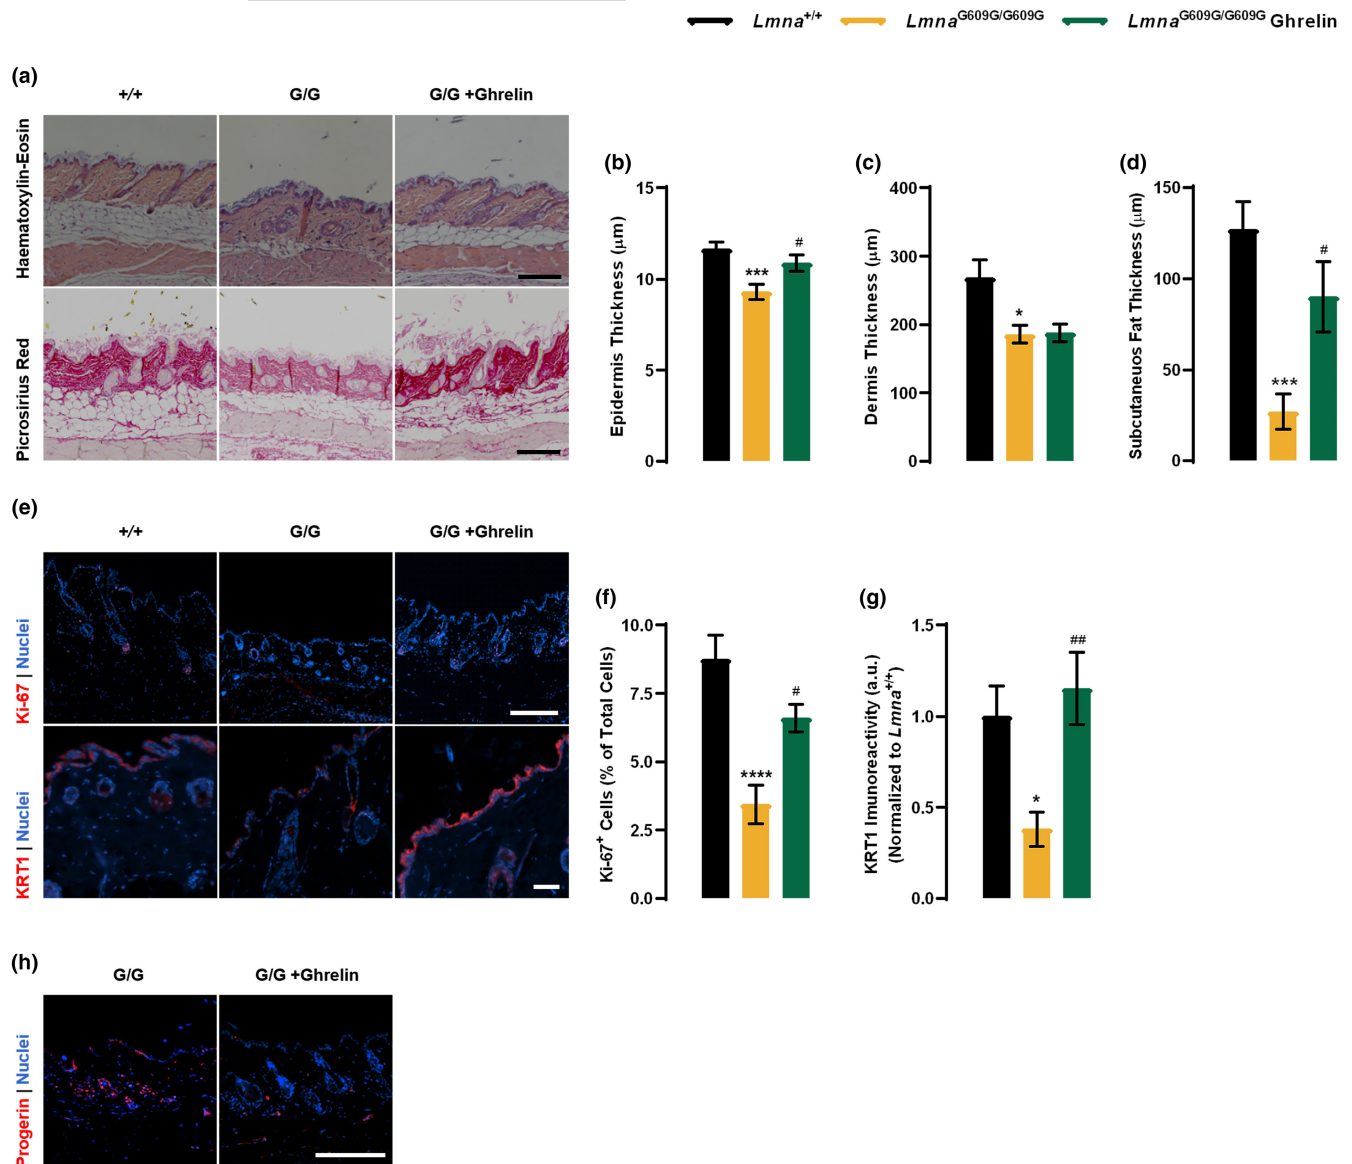 Lmna+/+ LmnaG609G/G609G LmnaG609G/G609G Ghrelin
(a)
+/+ G/G G/G +Ghrelin
Haematoxylin-Eosin
Picrosirius Red
(b)
Epidermis Thickness (μm)
15
10
5
0
***
#
(c)
Dermis Thickness (μm)
400
300
200
100
0
*
(d)
Subcutaneuos Fat Thickness (μm)
150
100
50
0
***
#
(e)
+/+ G/G G/G +Ghrelin
Ki-67 | Nuclei
KRT1 | Nuclei
(f)
Ki-67+ Cells (% of Total Cells)
10.0
7.5
5.0
2.5
0.0
****
#
(g)
KRT1 Imunoreactivity (a.u.)
(Normalized to Lmna+/+)
1.5
1.0
0.5
0.0
*
##
(h)
G/G G/G +Ghrelin
Progerin | Nuclei